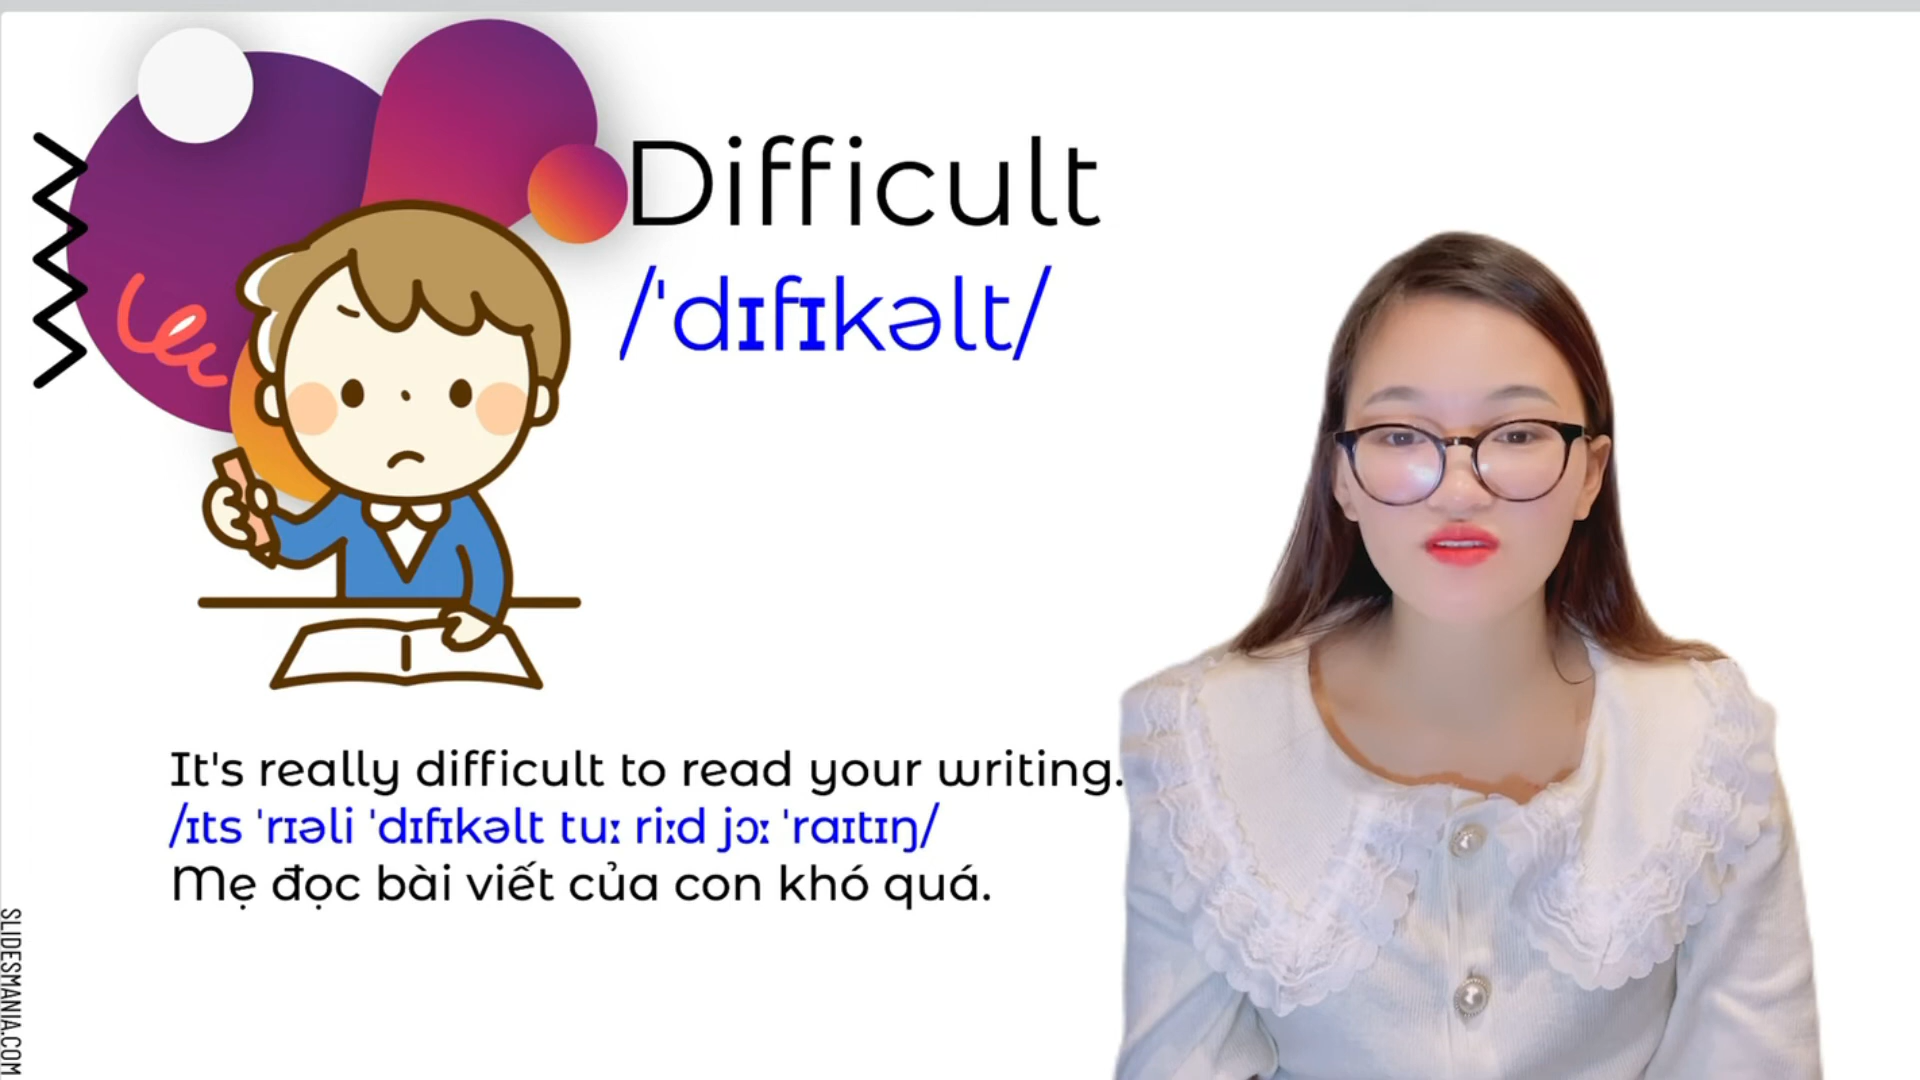 Difficult
/ˈdɪfɪkəlt/
It's really difficult to read your writing.
/ɪts ˈrɪəli ˈdɪfɪkəlt tuː riːd jɔː ˈraɪtɪŋ/
Mẹ đọc bài viết của con khó quá.
SLIDESMANIA.COM